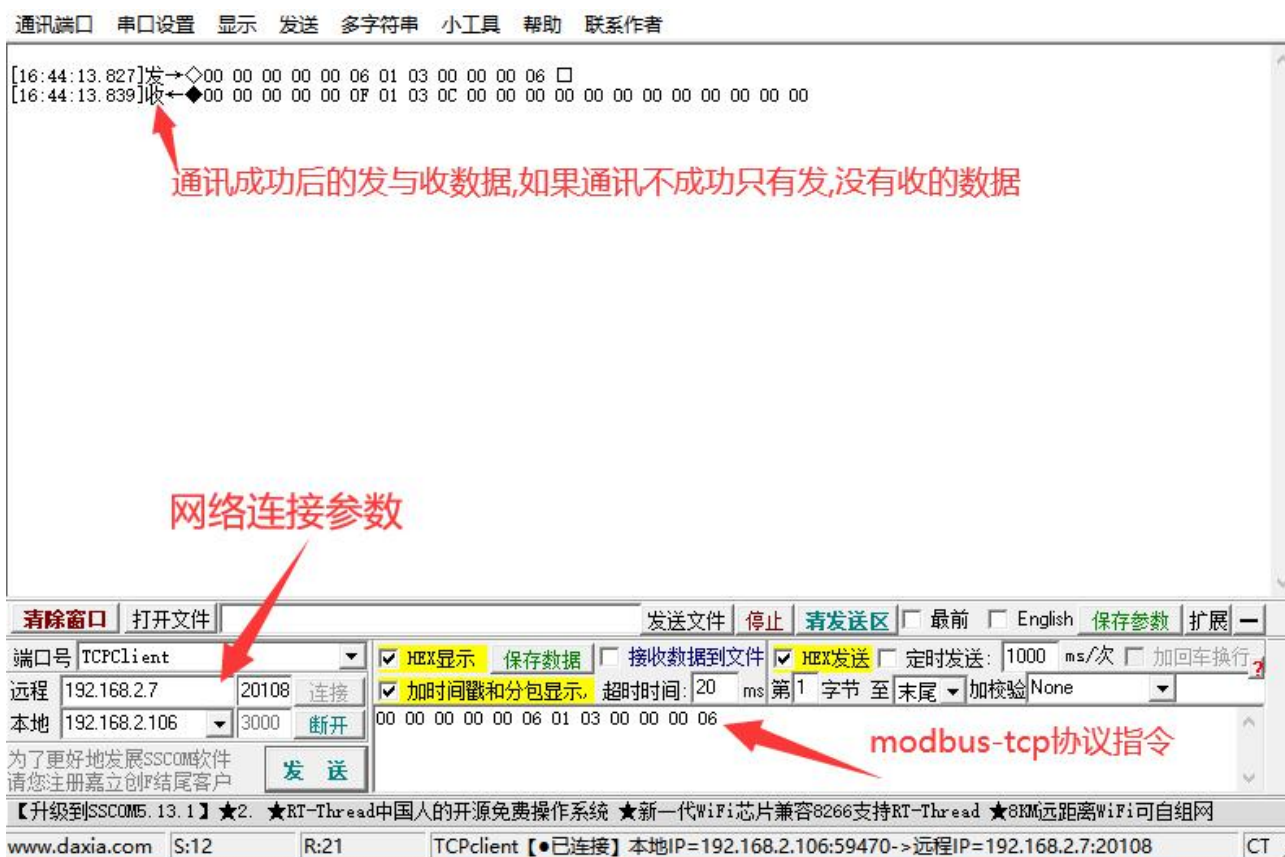 通讯端口 串口设置 显示 发送 多字符串 小工具 帮助 联系作者
[16:44:13.827]发→◇00 00 00 00 00 06 01 03 00 00 00 06 □
[16:44:13.839]收←◆00 00 00 00 00 0F 01 03 0C 00 00 00 00 00 00 00 00 00 00 00 00
通讯成功后的发与收数据,如果通讯不成功只有发,没有收的数据
网络连接参数
清除窗口 打开文件 发送文件 停止 清发送区 最前 English 保存参数 扩展 —
端口号 TCPClient HEX显示 保存数据 接收数据到文件 HEX发送 定时发送: 1000 ms/次 加回车换行 ?
远程 192.168.2.7 20108 连接 加时间戳和分包显示, 超时时间: 20 ms 第1 字节 至 末尾 加校验 None
本地 192.168.2.106 3000 断开 00 00 00 00 00 06 01 03 00 00 00 06
modbus-tcp协议指令
为了更好地发展SSCOM软件
请您注册嘉立创F结尾客户
发 送
【升级到SSCOM5.13.1】★2. ★RT-Thread中国人的开源免费操作系统 ★新一代WiFi芯片兼容8266支持RT-Thread ★8KM远距离WiFi可自组网
www.daxia.com S:12 R:21 TCPclient【●已连接】本地IP=192.168.2.106:59470->远程IP=192.168.2.7:20108 CT